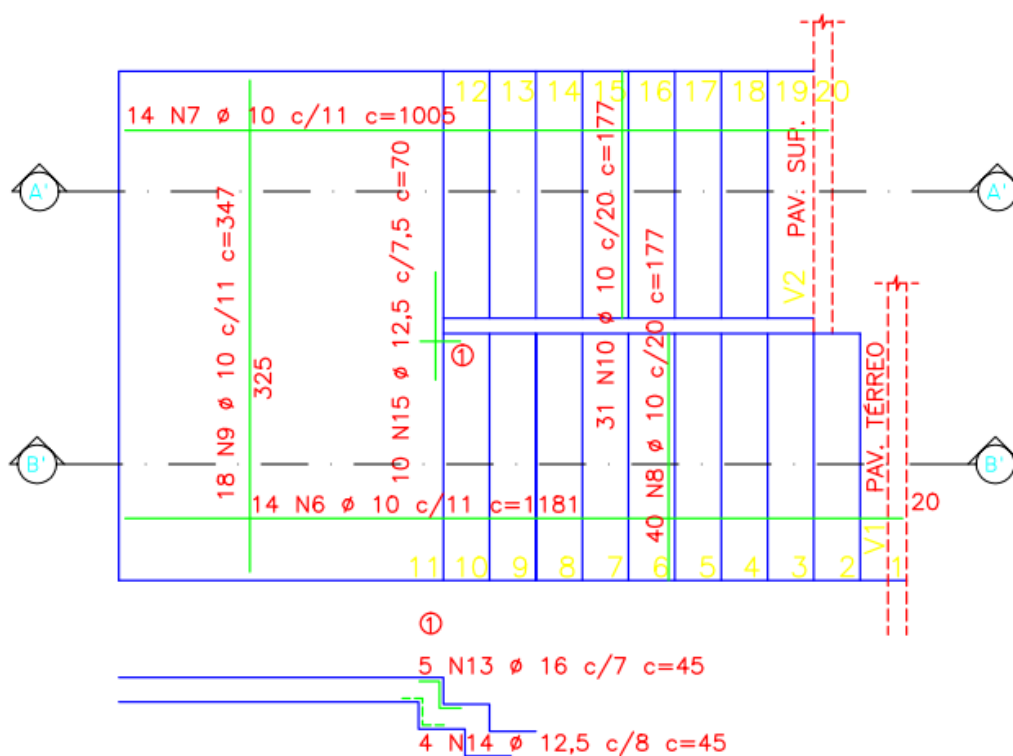 12 13 14 15 16 17 18 19 20
14 N7 ø 10 c/11 c=1005
A'
A'
18 N9 ø 10 c/11 c=347
325
10 N15 ø 12,5 c/7,5 c=70
31 N10 ø 10 c/20 c=177
40 N8 ø 10 c/20 c=177
V2
PAV. SUP.
1
PAV. TÉRREO
B'
B'
14 N6 ø 10 c/11 c=1181
20
V1
11 10 9 8 7 6 5 4 3 2 1
1
5 N13 ø 16 c/7 c=45
4 N14 ø 12,5 c/8 c=45